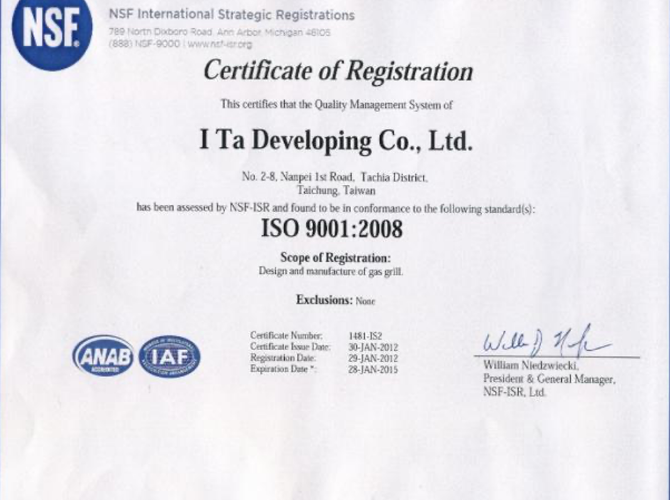 NSF.
NSF International Strategic Registrations
789 North Dixboro Road, Ann Arbor, Michigan 48105
(888) NSF-9000 | www.nsf-isr.org
Certificate of Registration
This certifies that the Quality Management System of
I Ta Developing Co., Ltd.
No. 2-8, Nanpei 1st Road, Tachia District,
Taichung, Taiwan
has been assessed by NSF-ISR and found to be in conformance to the following standard(s):
ISO 9001:2008
Scope of Registration:
Design and manufacture of gas grill.
Exclusions: None
Certificate Number: 1481-IS2
Certificate Issue Date: 30-JAN-2012
Registration Date: 29-JAN-2012
Expiration Date *: 28-JAN-2015
ANAB
ACCREDITED
IAF
William Niedzwiecki,
President & General Manager,
NSF-ISR, Ltd.